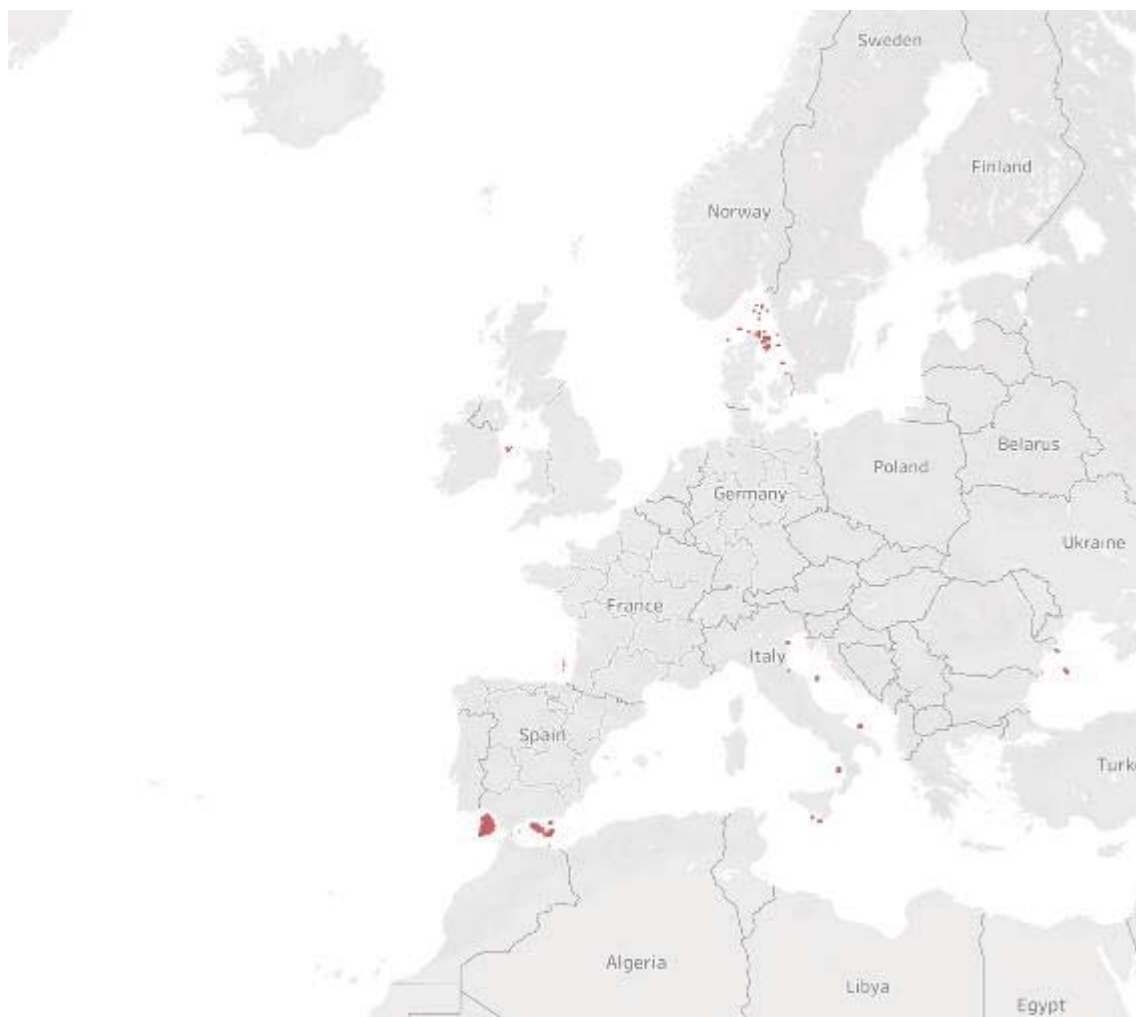 Sweden
Finland
Norway
Belarus
Poland
Germany
Ukraine
France
Italy
Spain
Turk
Algeria
Libya
Egypt